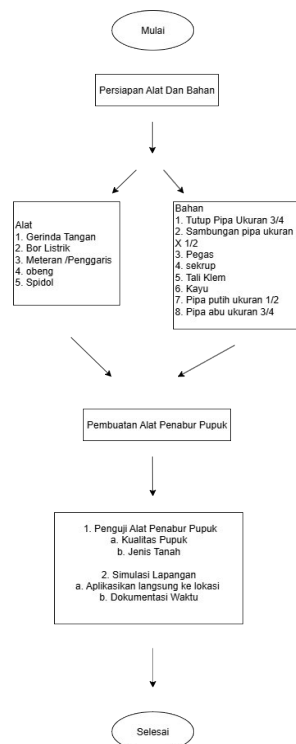 Mulai
Persiapan Alat Dan Bahan
Alat
1. Gerinda Tangan
2. Bor Listrik
3. Meteran /Penggaris
4. obeng
5. Spidol
Bahan
1. Tutup Pipa Ukuran 3/4
2. Sambungan pipa ukuran
X 1/2
3. Pegas
4. sekrup
5. Tali Klem
6. Kayu
7. Pipa putih ukuran 1/2
8. Pipa abu ukuran 3/4
Pembuatan Alat Penabur Pupuk
1. Penguji Alat Penabur Pupuk
a. Kualitas Pupuk
b. Jenis Tanah
2. Simulasi Lapangan
a. Aplikasikan langsung ke lokasi
b. Dokumentasi Waktu
Selesai